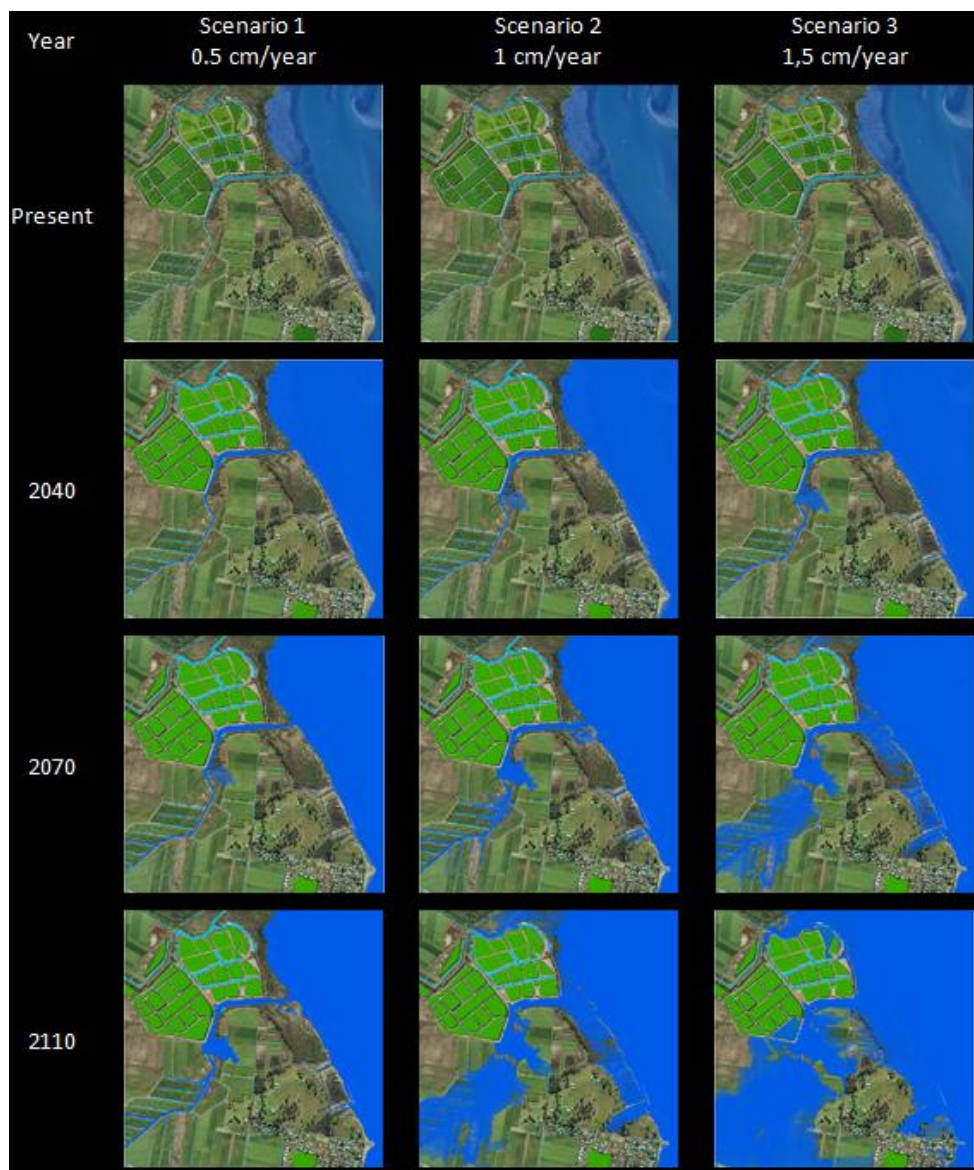 Year
Scenario 1
0.5 cm/year
Scenario 2
1 cm/year
Scenario 3
1,5 cm/year
Present
2040
2070
2110